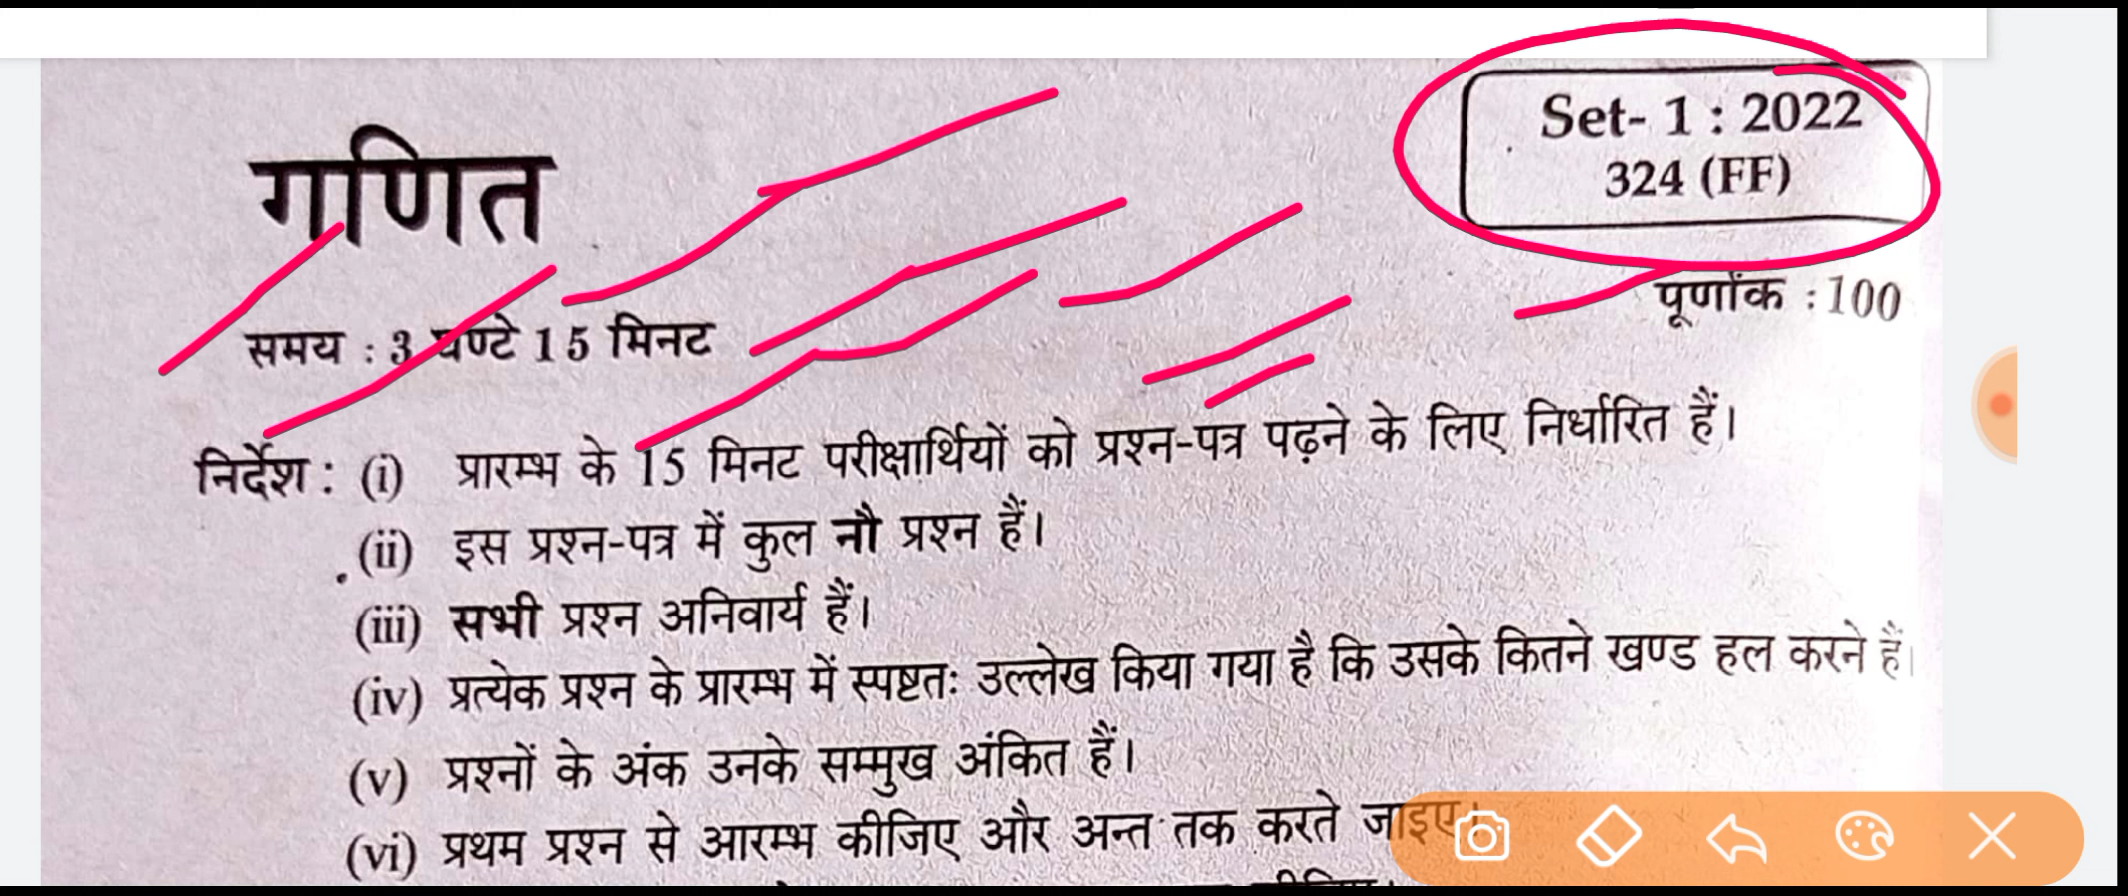 Set- 1 : 2022
324 (FF)
गणित
पूर्णांक : 100
समय : 3 घण्टे 15 मिनट
निर्देश : (i) प्रारम्भ के 15 मिनट परीक्षार्थियों को प्रश्न-पत्र पढ़ने के लिए निर्धारित हैं।
(ii) इस प्रश्न-पत्र में कुल नौ प्रश्न हैं।
(iii) सभी प्रश्न अनिवार्य हैं।
(iv) प्रत्येक प्रश्न के प्रारम्भ में स्पष्टतः उल्लेख किया गया है कि उसके कितने खण्ड हल करने हैं।
(v) प्रश्नों के अंक उनके सम्मुख अंकित हैं।
(vi) प्रथम प्रश्न से आरम्भ कीजिए और अन्त तक करते जाइए।